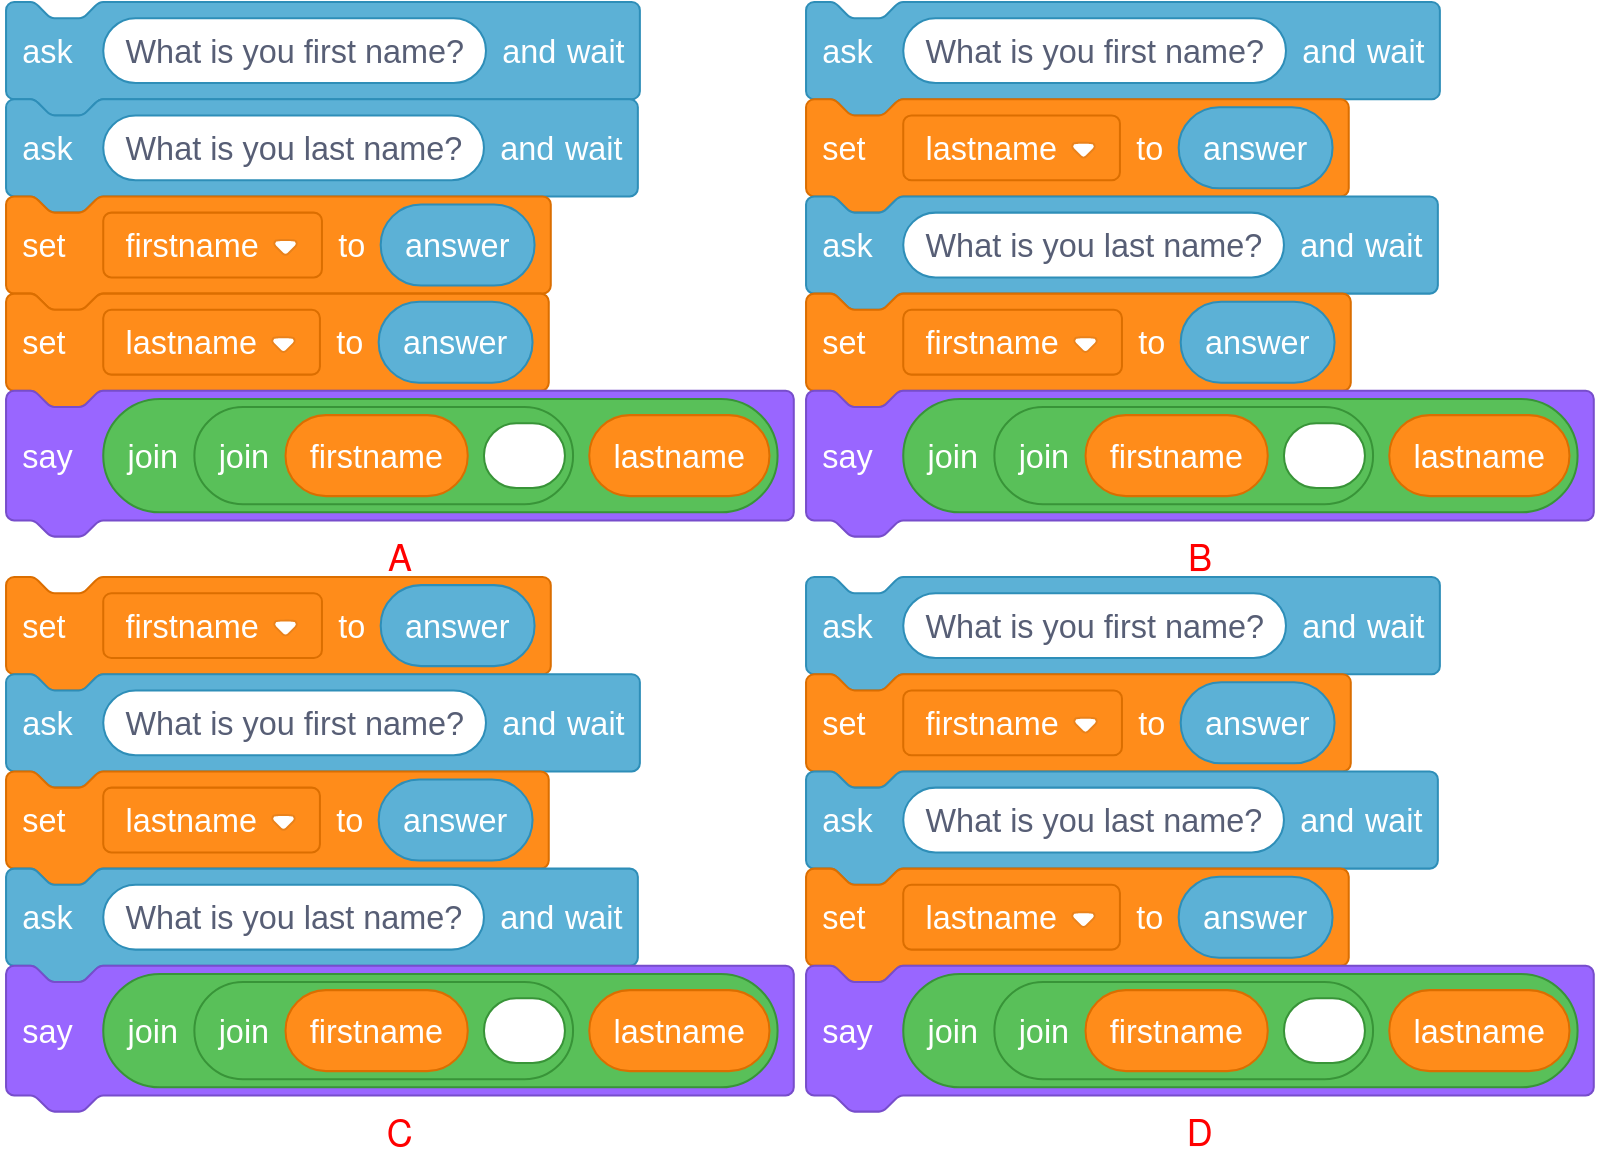 ask What is you first name? and wait
ask What is you last name? and wait
set firstname to answer
set lastname to answer
say join join firstname lastname
A
ask What is you first name? and wait
set lastname to answer
ask What is you last name? and wait
set firstname to answer
say join join firstname lastname
B
set firstname to answer
ask What is you first name? and wait
set lastname to answer
ask What is you last name? and wait
say join join firstname lastname
C
ask What is you first name? and wait
set firstname to answer
ask What is you last name? and wait
set lastname to answer
say join join firstname lastname
D